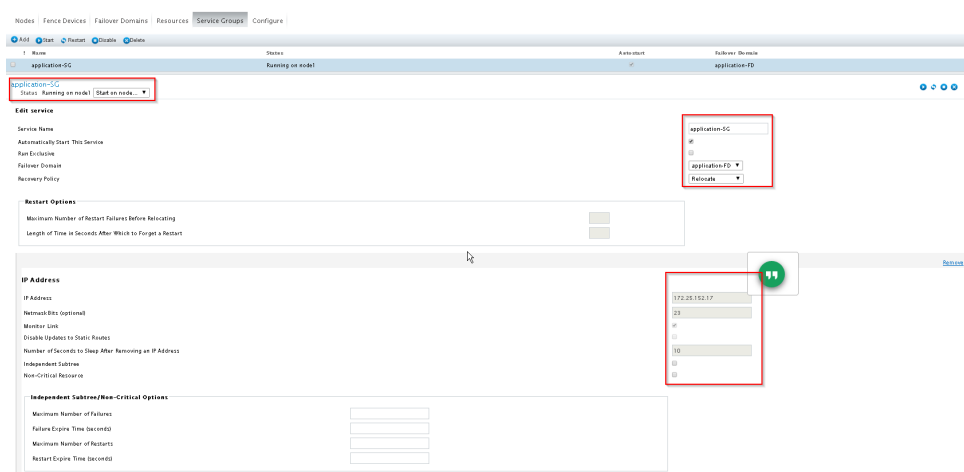 Nodes Fence Devices Failover Domains Resources Service Groups Configure
Add Start Restart Disable Delete
! Name Status Autostart Failover Domain
application-SG Running on node1 application-FD
application-SG
Status Running on node1 Start on node...
Edit service
Service Name application-SG
Automatically Start This Service
Run Exclusive
Failover Domain application-FD
Recovery Policy Relocate
Restart Options
Maximum Number of Restart Failures Before Relocating
Length of Time in Seconds After Which to Forget a Restart
Remove
IP Address
IP Address 172.25.152.17
Netmask Bits (optional) 23
Monitor Link
Disable Updates to Static Routes
Number of Seconds to Sleep After Removing an IP Address 10
Independent Subtree
Non-Critical Resource
Independent Subtree/Non-Critical Options
Maximum Number of Failures
Failure Expire Time (seconds)
Maximum Number of Restarts
Restart Expire Time (seconds)